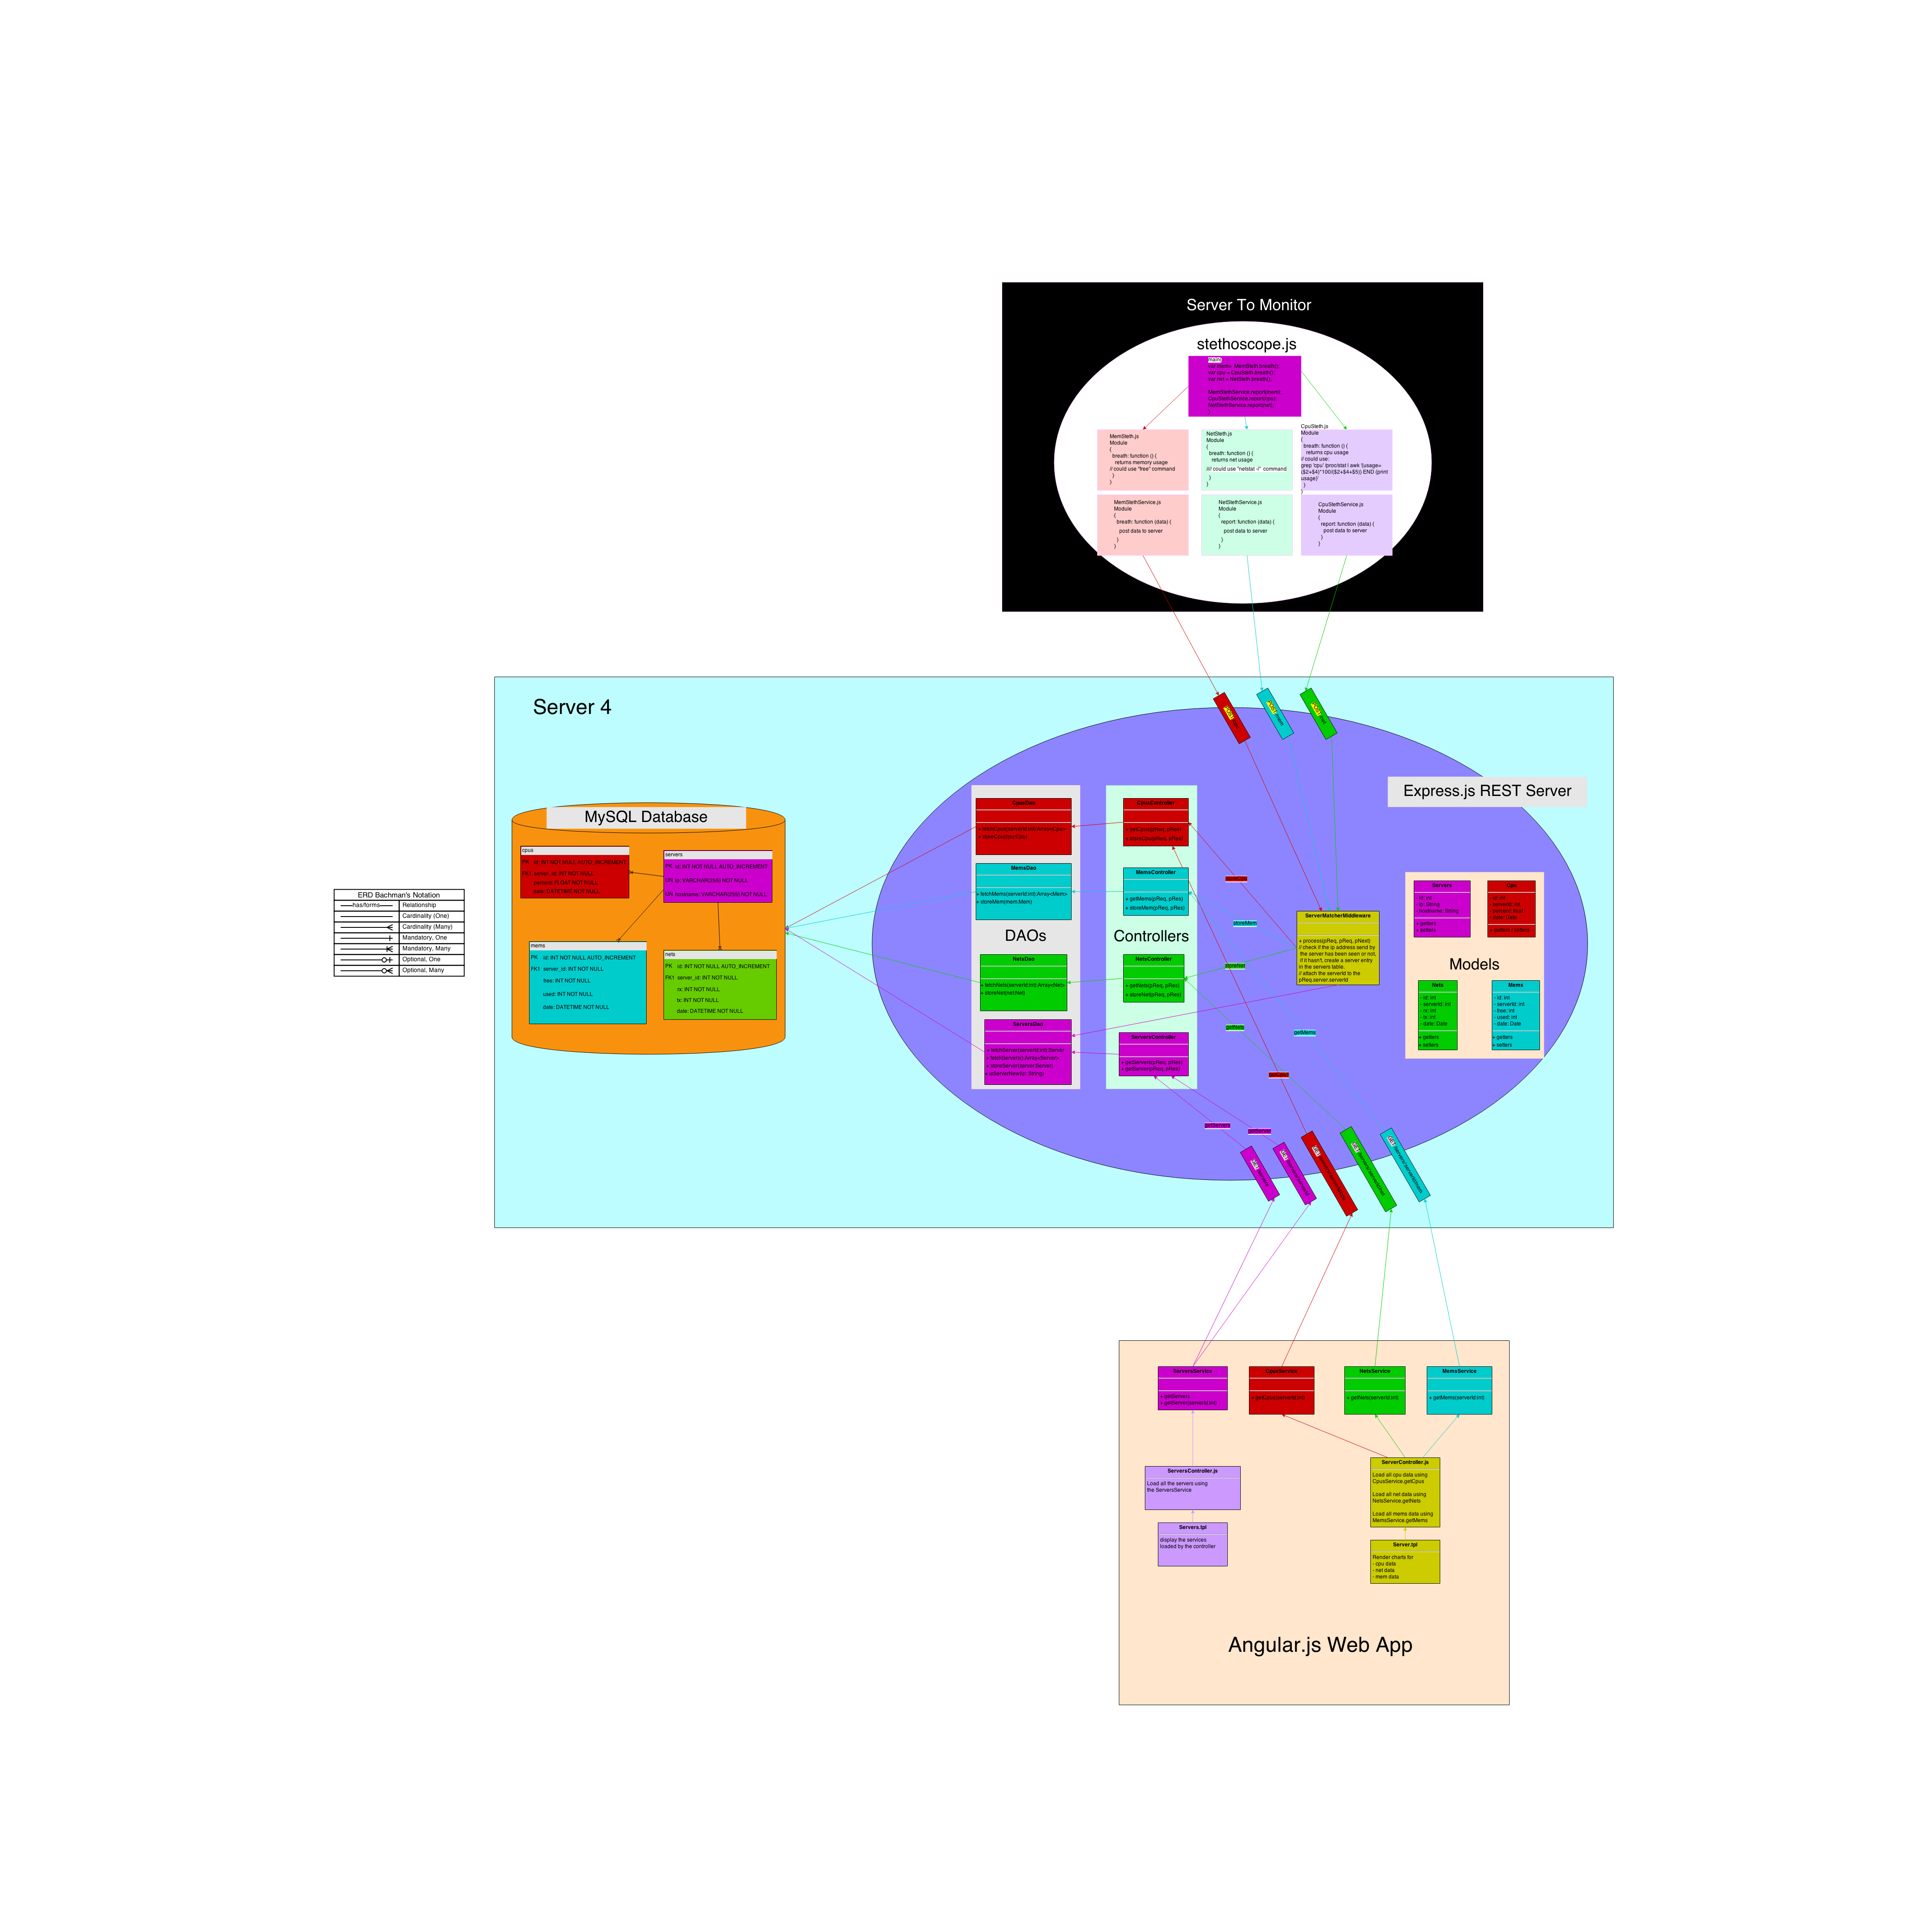 Server To Monitor
stethoscope.js
main{
var mem= MemSteth.breath();
var cpu = CpuSteth.breath();
var net = NetSteth.breath();
MemStethService.report(mem);
CpuStethService.report(cpu);
NetStethService.report(net);
}
MemSteth.js
Module
{
breath: function () {
returns memory usage
// could use "free" command
}
}
NetSteth.js
Module
{
breath: function () {
returns net usage
/// could use "netstat -i" command
}
}
CpuSteth.js
Module
{
breath: function () {
returns cpu usage
// could use:
grep 'cpu' /proc/stat | awk '{usage=
($2+$4)*100/($2+$4+$5)} END {print
usage}'
}
}
MemStethService.js
Module
{
breath: function (data) {
post data to server
}
}
NetStethService.js
Module
{
report: function (data) {
post data to server
}
}
CpuStethService.js
Module
{
report: function (data) {
post data to server
}
}
Server 4
POST
POST /mem
POST /net
Express.js REST Server
MySQL Database
cpus
PK id: INT NOT NULL AUTO_INCREMENT
FK1 server_id: INT NOT NULL
percent: FLOAT NOT NULL
date: DATETIME NOT NULL
servers
PK id: INT NOT NULL AUTO_INCREMENT
UN ip: VARCHAR(255) NOT NULL
UN hostname: VARCHAR(255) NOT NULL
mems
PK id: INT NOT NULL AUTO_INCREMENT
FK1 server_id: INT NOT NULL
free: INT NOT NULL
used: INT NOT NULL
date: DATETIME NOT NULL
nets
PK id: INT NOT NULL AUTO_INCREMENT
FK1 server_id: INT NOT NULL
rx: INT NOT NULL
tx: INT NOT NULL
date: DATETIME NOT NULL
ERD Bachman's Notation
has/forms Relationship
Cardinality (One)
Cardinality (Many)
Mandatory, One
Mandatory, Many
Optional, One
Optional, Many
CpusDao
+ fetchCpus(serverId:int):Array<Cpu>
+ storeCpu(cpu:Cpu)
MemsDao
+ fetchMems(serverId:int):Array<Mem>
+ storeMem(mem:Mem)
DAOs
NetsDao
+ fetchNets(serverId:int):Array<Net>
+ storeNet(net:Net)
ServersDao
+ fetchServer(serverId:int):Server
+ fetchServers():Array<Server>
+ storeServer(server:Server)
+ isServerNew(ip: String)
CpusController
+ getCpus(pReq, pRes)
+ storeCpu(pReq, pRes)
MemsController
+ getMems(pReq, pRes)
+ storeMem(pReq, pRes)
Controllers
NetsController
+ getNets(pReq, pRes)
+ storeNet(pReq, pRes)
ServersController
+ getServers(pReq, pRes)
+ getServer(pReq, pRes)
storeCpu
storeMem
storeNet
getNets
getMems
getCpus
getServers
getServer
ServerMatcherMiddleware
+ process(pReq, pReq, pNext)
// check if the ip address send by
the server has been seen or not,
if it hasn't, create a server entry
in the servers table.
// attach the serverId to the
pReq.server.serverId
Servers
- id: int
- ip: String
- hostname: String
+ getters
+ setters
Cpu
- id: int
- serverId: int
- percent: float
- date: Date
+ getters / setters
Models
Nets
- id: int
- serverId: int
- rx: int
- tx: int
- date: Date
+ getters
+ setters
Mems
- id: int
- serverId: int
- free: int
- used: int
- date: Date
+ getters
+ setters
GET /servers
GET
GET
GET
GET
ServersService
+ getServers
+ getServer(serverId:int)
CpusService
+ getCpus(serverId:int)
NetsService
+ getNets(serverId:int)
MemsService
+ getMems(serverId:int)
ServersController.js
Load all the servers using
the ServersService
Servers.tpl
display the services
loaded by the controller
ServerController.js
Load all cpu data using
CpusService.getCpus
Load all net data using
NetsService.getNets
Load all mems data using
MemsService.getMems
Server.tpl
Render charts for
- cpu data
- net data
- mem data
Angular.js Web App